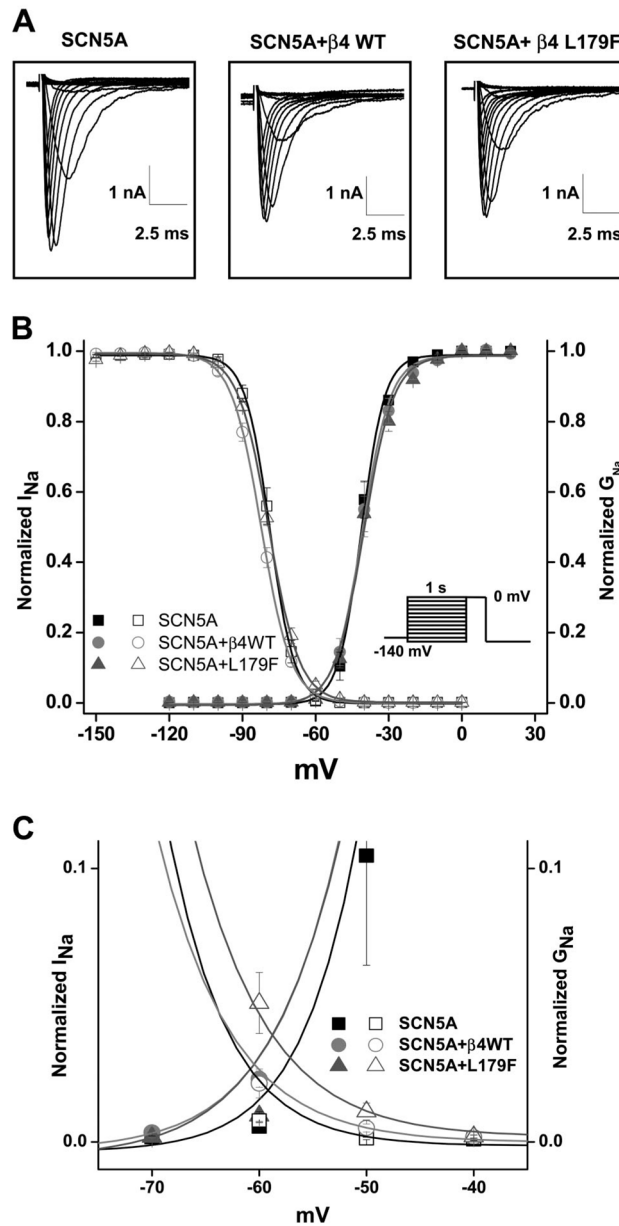 A
SCN5A
SCN5A+β4 WT
SCN5A+ β4 L179F
1 nA
2.5 ms
1 nA
2.5 ms
1 nA
2.5 ms
B
Normalized INa
1.0
0.8
0.6
0.4
0.2
0.0
SCN5A
SCN5A+β4WT
SCN5A+L179F
1 s
0 mV
-140 mV
1.0
0.8
0.6
0.4
0.2
0.0
Normalized GNa
-150 -120 -90 -60 -30 0 30
mV
C
Normalized INa
0.1
0.0
SCN5A
SCN5A+β4WT
SCN5A+L179F
0.1
0.0
Normalized GNa
-70 -60 -50 -40
mV